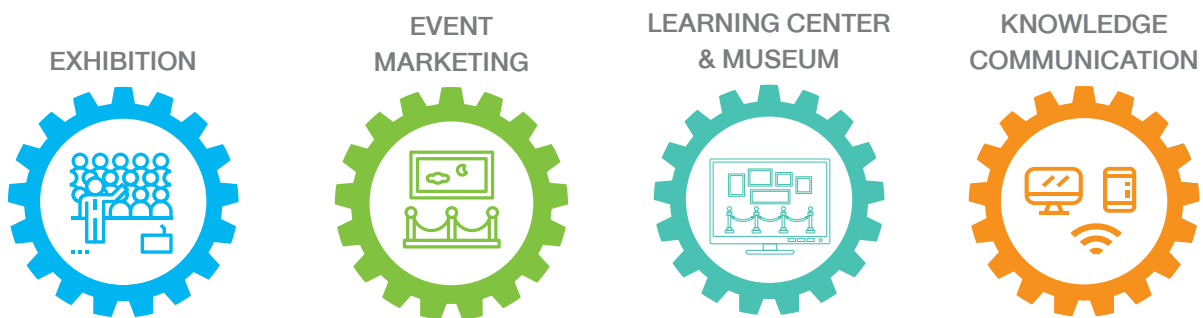 EXHIBITION
EVENT
MARKETING
LEARNING CENTER
& MUSEUM
KNOWLEDGE
COMMUNICATION